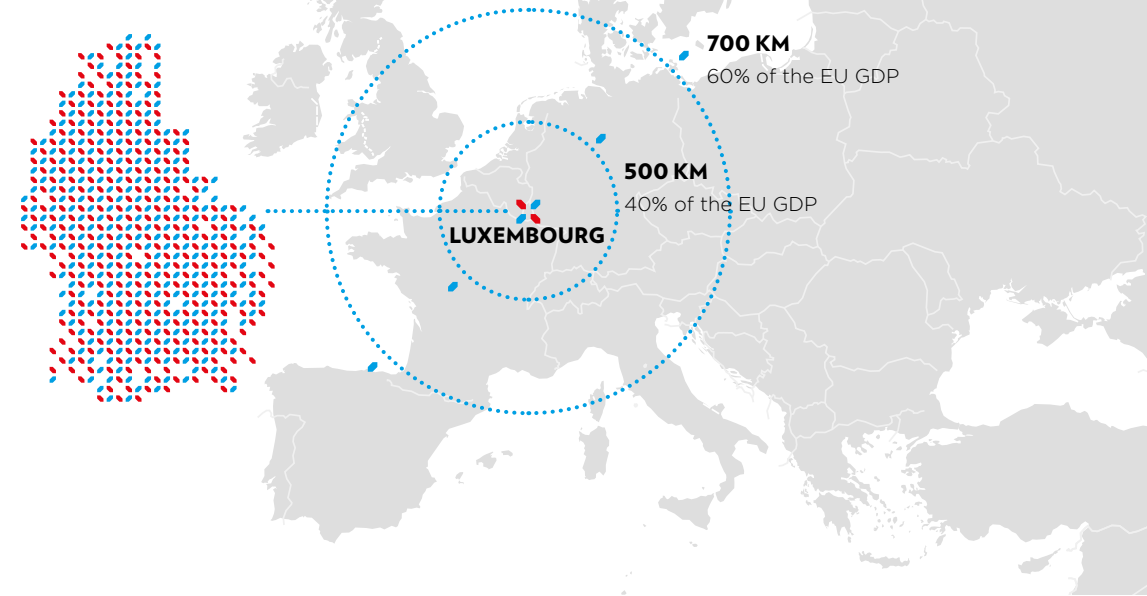 700 KM
60% of the EU GDP
500 KM
40% of the EU GDP
LUXEMBOURG